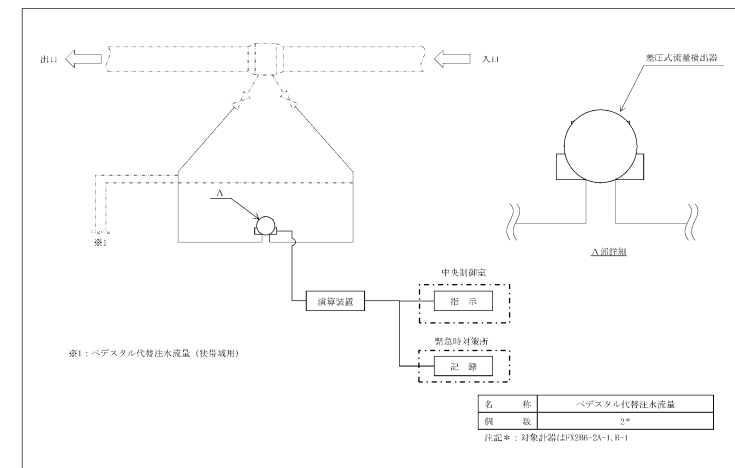 出口
入口
差圧式流量検出器
A
※1
A部詳細
中央制御室
演算装置
指 示
緊急時対策所
記 録
※1：ペデスタル代替注水流量（狭帯域用）
名 称 ペデスタル代替注水流量
個 数 2*
注記*：対象計器はFX2B6-2A-1,B-1